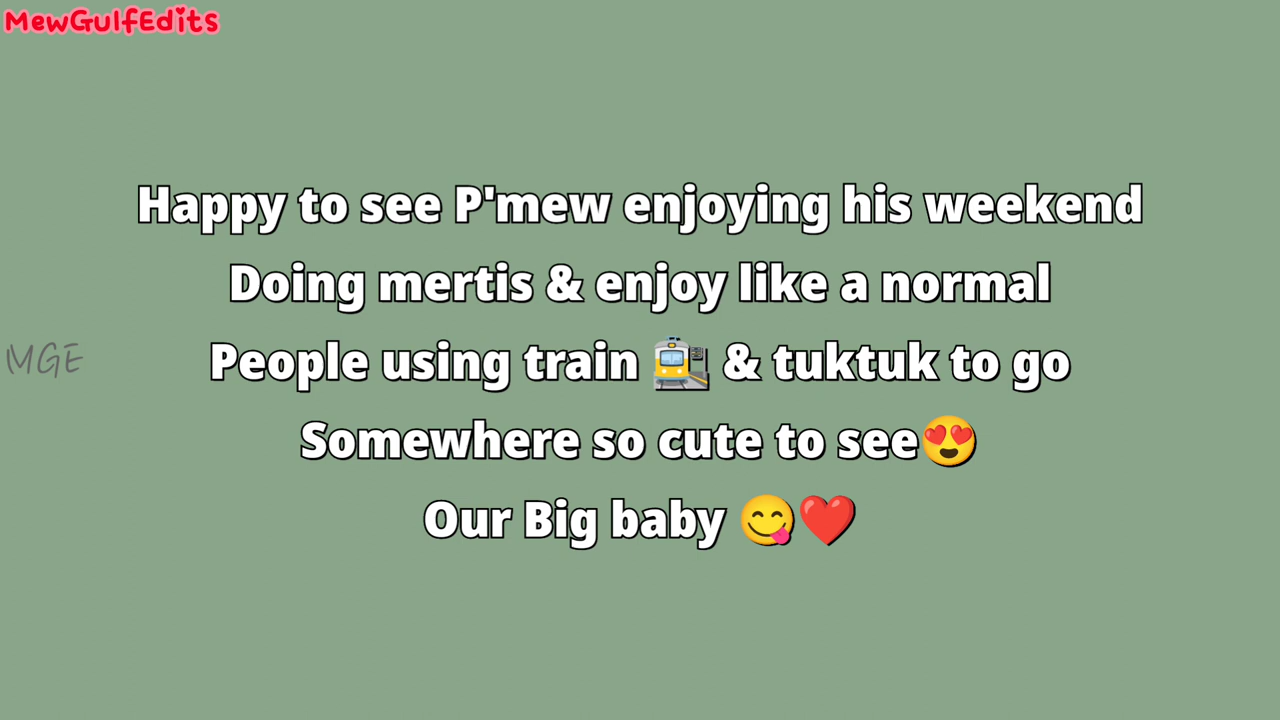 MewGulfEdits
Happy to see P'mew enjoying his weekend
Doing mertis & enjoy like a normal
MGE
People using train 🚉 & tuktuk to go
Somewhere so cute to see😍
Our Big baby 😋❤️